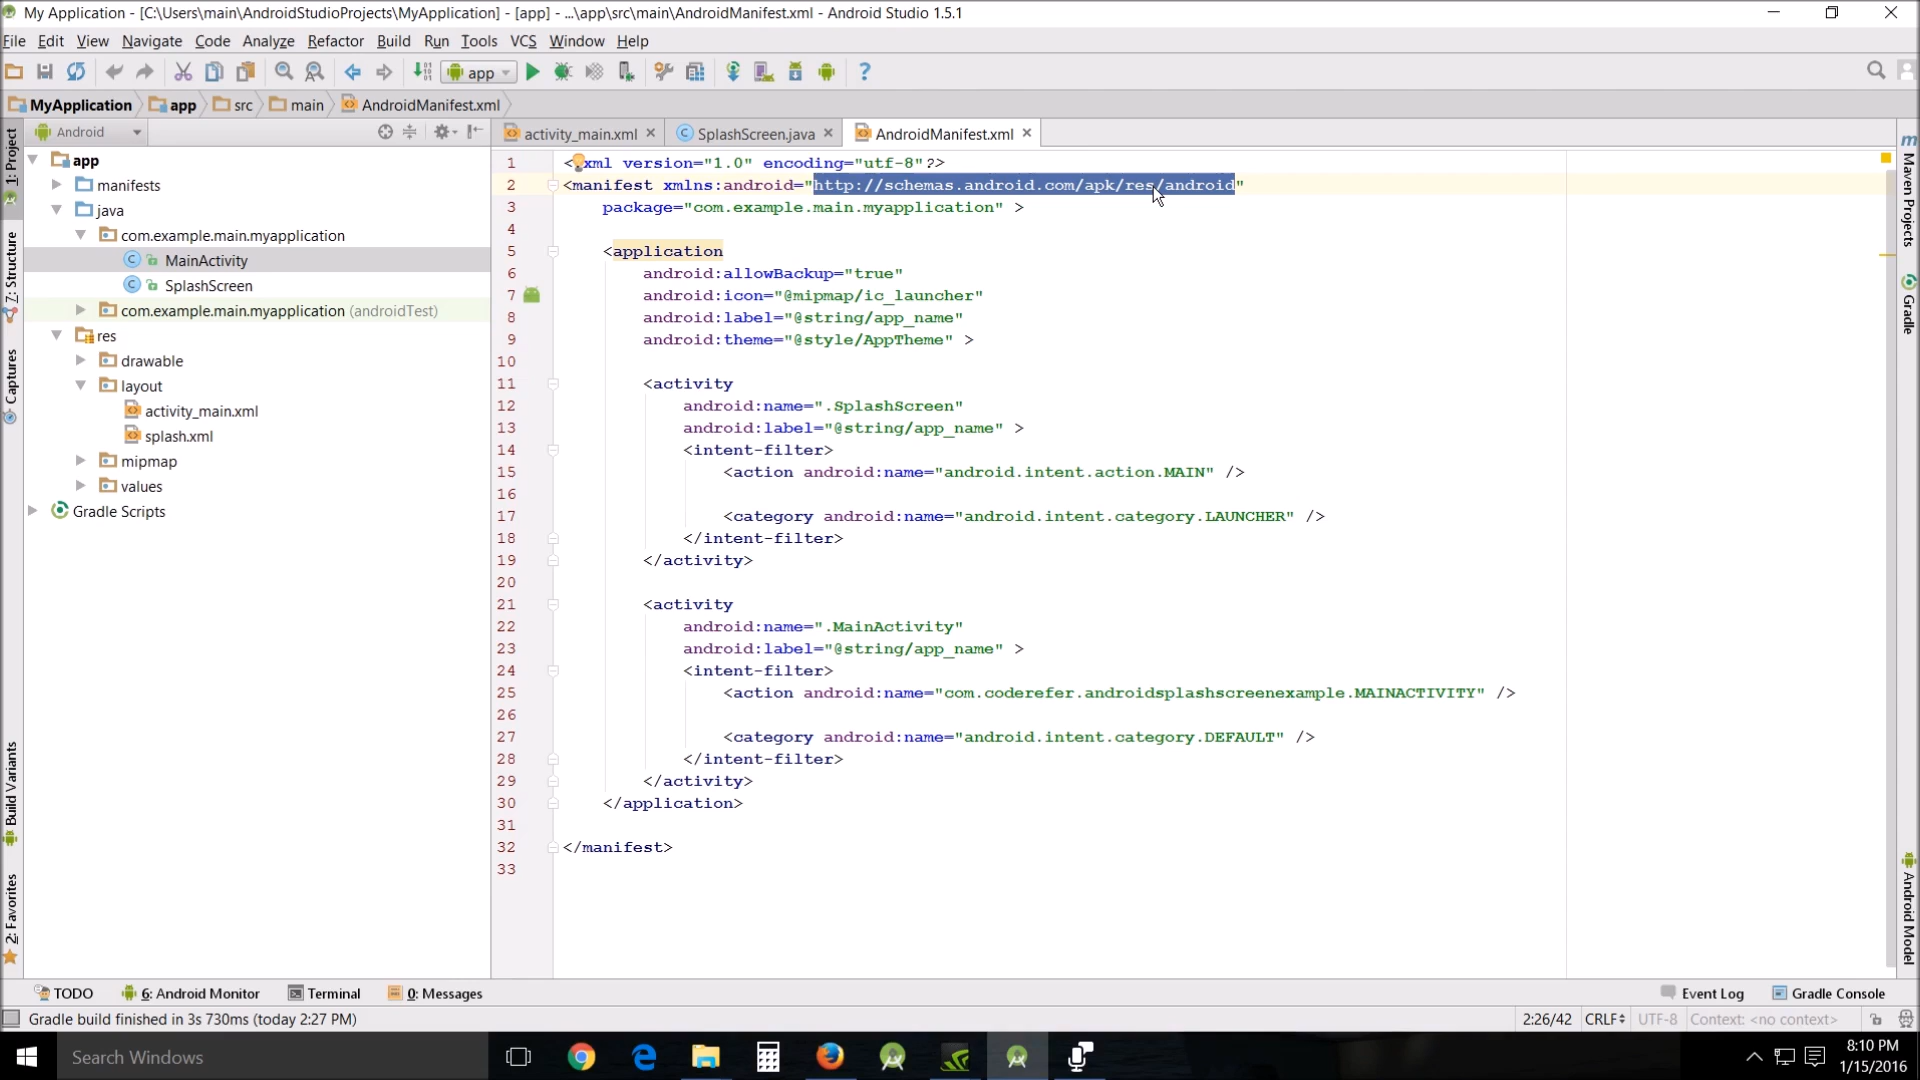 My Application - [C:\Users\main\AndroidStudioProjects\MyApplication] - [app] - ...\app\src\main\AndroidManifest.xml - Android Studio 1.5.1
File Edit View Navigate Code Analyze Refactor Build Run Tools VCS Window Help
app
MyApplication app src main AndroidManifest.xml
Android
activity_main.xml SplashScreen.java AndroidManifest.xml
1: Project
7: Structure
Captures
Build Variants
2: Favorites
app
manifests
java
com.example.main.myapplication
MainActivity
SplashScreen
com.example.main.myapplication (androidTest)
res
drawable
layout
activity_main.xml
splash.xml
mipmap
values
Gradle Scripts
1 <?xml version="1.0" encoding="utf-8"?>
2 <manifest xmlns:android="http://schemas.android.com/apk/res/android"
3 package="com.example.main.myapplication" >
4
5 <application
6 android:allowBackup="true"
7 android:icon="@mipmap/ic_launcher"
8 android:label="@string/app_name"
9 android:theme="@style/AppTheme" >
10
11 <activity
12 android:name=".SplashScreen"
13 android:label="@string/app_name" >
14 <intent-filter>
15 <action android:name="android.intent.action.MAIN" />
16
17 <category android:name="android.intent.category.LAUNCHER" />
18 </intent-filter>
19 </activity>
20
21 <activity
22 android:name=".MainActivity"
23 android:label="@string/app_name" >
24 <intent-filter>
25 <action android:name="com.coderefer.androidsplashscreenexample.MAINACTIVITY" />
26
27 <category android:name="android.intent.category.DEFAULT" />
28 </intent-filter>
29 </activity>
30 </application>
31
32 </manifest>
33
m Maven Projects
Gradle
Android Model
TODO 6: Android Monitor Terminal 0: Messages Event Log Gradle Console
Gradle build finished in 3s 730ms (today 2:27 PM) 2:26/42 CRLF UTF-8 Context: <no context>
Search Windows
8:10 PM
1/15/2016